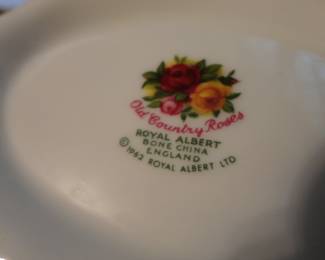 Old Country Roses
ROYAL ALBERT
BONE CHINA
ENGLAND
© 1962 ROYAL ALBERT LTD